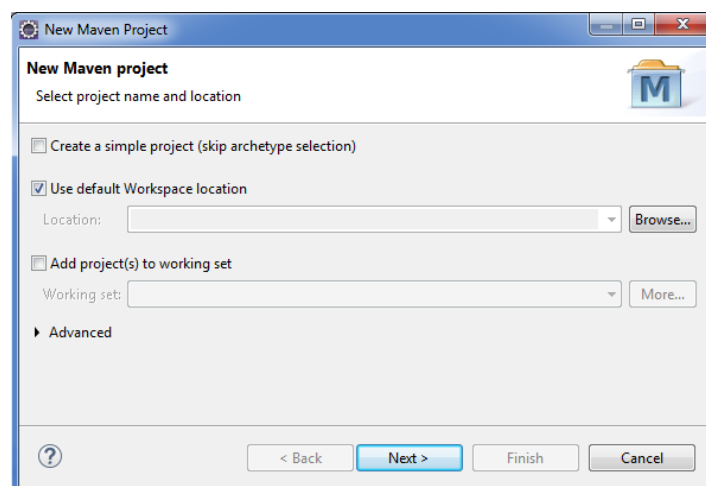 New Maven Project
New Maven project
Select project name and location
M
Create a simple project (skip archetype selection)
Use default Workspace location
Location:
Browse...
Add project(s) to working set
Working set:
More...
Advanced
?
< Back
Next >
Finish
Cancel